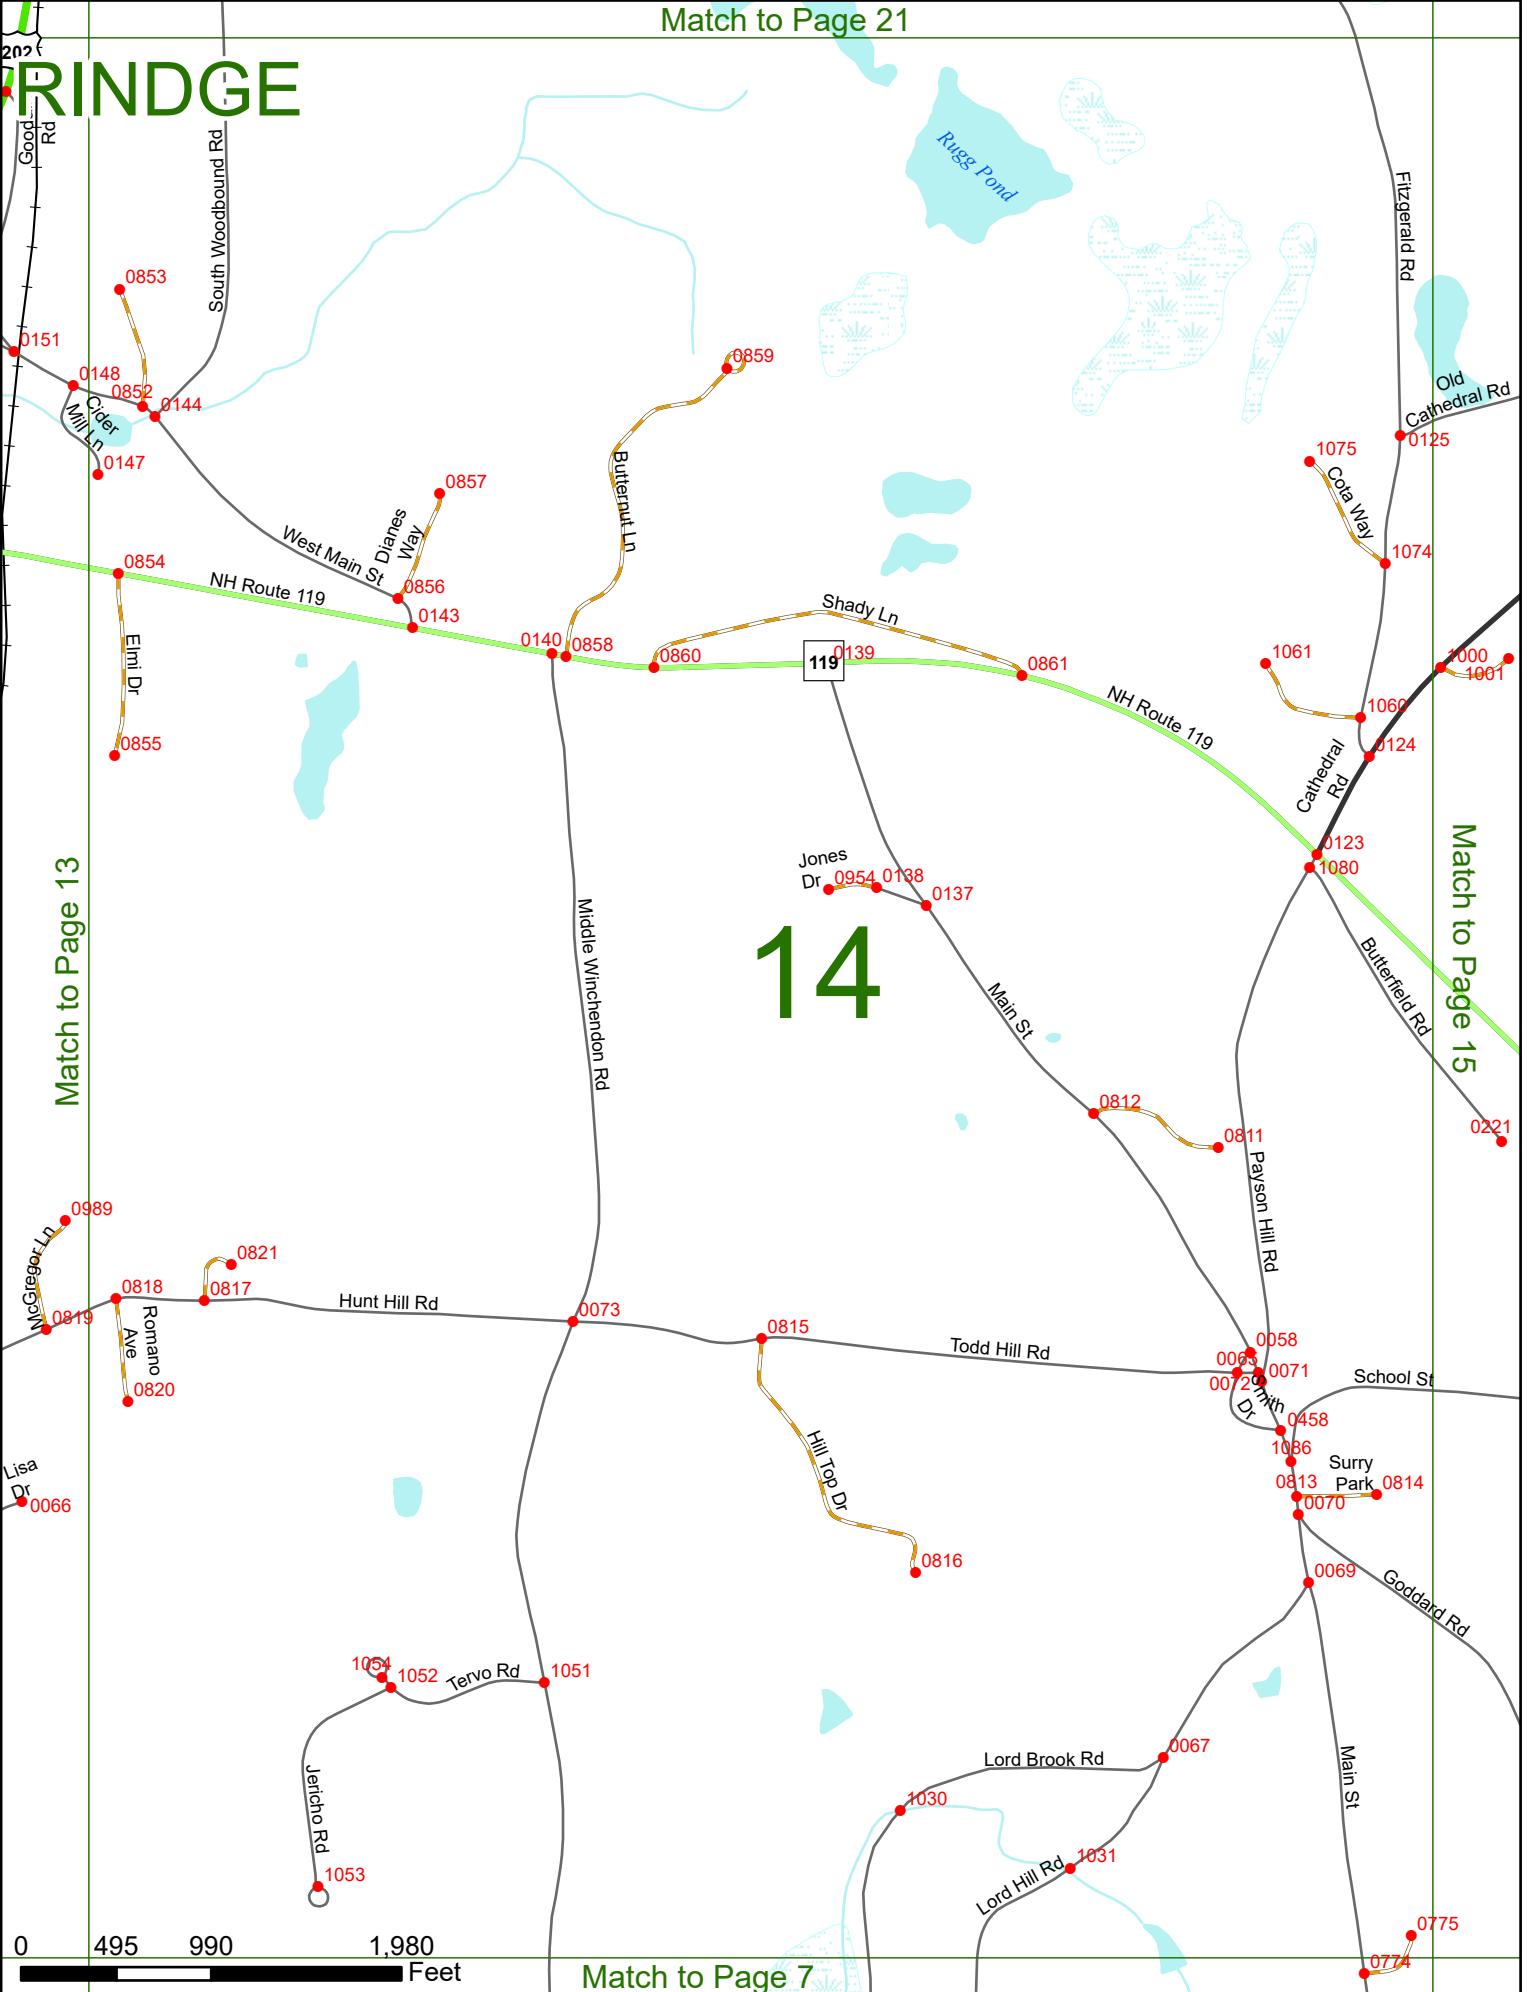 Match to Page 21
202
RINDGE
Rd
South Woodbound Rd
Rugg Pond
Fitzgerald Rd
0853
0151
0148
0852
0144
Cider
Mill Ln
0147
0859
Old
Cathedral Rd
0125
1075
Cota Way
1074
0857
Dianes
Way
West Main St
Butternut Ln
0856
0143
0854
NH Route 119
Elmi Dr
0855
0140
0858
0860
Shady Ln
119
0139
0861
NH Route 119
1061
1060
1000
1001
0124
Cathedral
Rd
0123
1080
Match to Page 13
Match to Page 15
Jones
Dr
0954
0138
0137
14
Middle Winchendon Rd
Main St
Butterfield Rd
0221
0812
0811
Payson Hill Rd
0989
McGregor Ln
0819
0818
0817
0821
Romano
Ave
0820
Hunt Hill Rd
0073
0815
Todd Hill Rd
0058
0065
0071
0072
Smith
Dr
0458
School St
1086
Surry
Park
0813
0814
0070
0069
Goddard Rd
Lisa
Dr
0066
Hill Top Dr
0816
1054
1052
Tervo Rd
1051
Jericho Rd
1053
0067
Lord Brook Rd
1030
1031
Lord Hill Rd
Main St
0775
0774
0 495 990 1,980
Feet
Match to Page 7